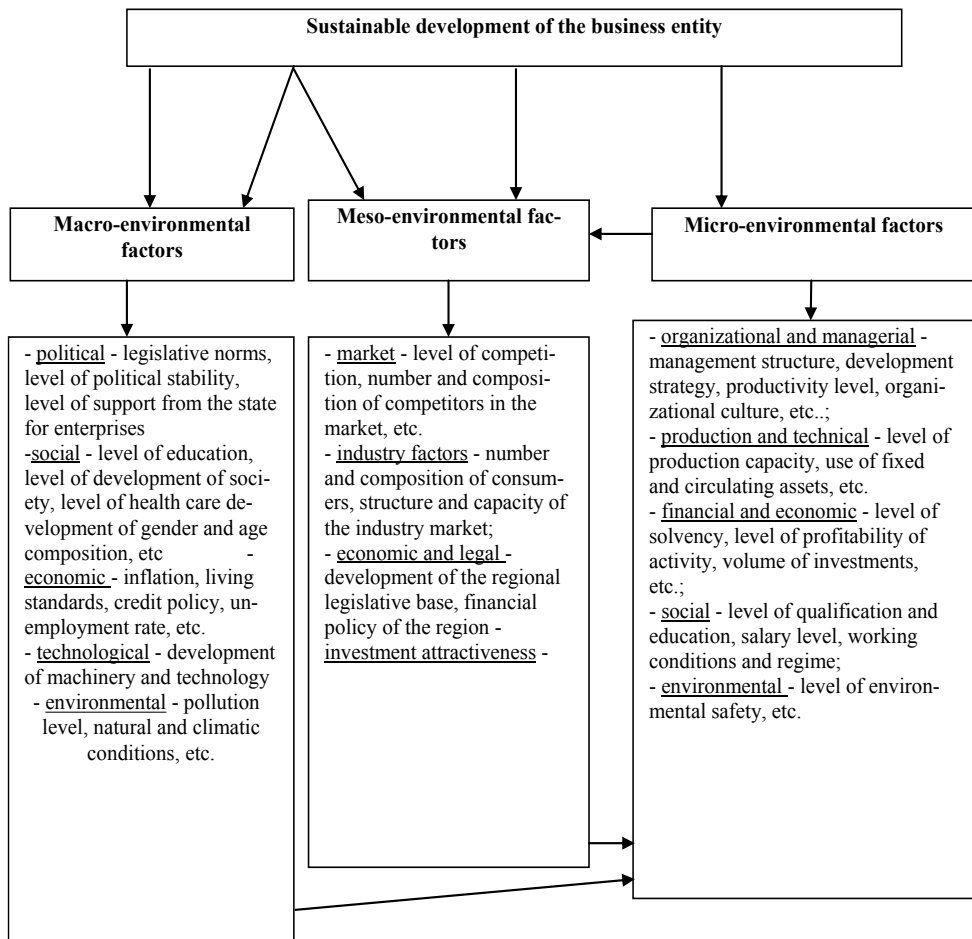 Sustainable development of the business entity
Macro-environmental
factors
Meso-environmental fac-
tors
Micro-environmental factors
- political - legislative norms,
level of political stability,
level of support from the state
for enterprises
-social - level of education,
level of development of soci-
ety, level of health care de-
velopment of gender and age
composition, etc -
economic - inflation, living
standards, credit policy, un-
employment rate, etc.
- technological - development
of machinery and technology
- environmental - pollution
level, natural and climatic
conditions, etc.
- market - level of competi-
tion, number and composi-
tion of competitors in the
market, etc.
- industry factors - number
and composition of consum-
ers, structure and capacity of
the industry market;
- economic and legal -
development of the regional
legislative base, financial
policy of the region -
investment attractiveness -
- organizational and managerial -
management structure, development
strategy, productivity level, organi-
zational culture, etc..;
- production and technical - level of
production capacity, use of fixed
and circulating assets, etc.
- financial and economic - level of
solvency, level of profitability of
activity, volume of investments,
etc.;
- social - level of qualification and
education, salary level, working
conditions and regime;
- environmental - level of environ-
mental safety, etc.